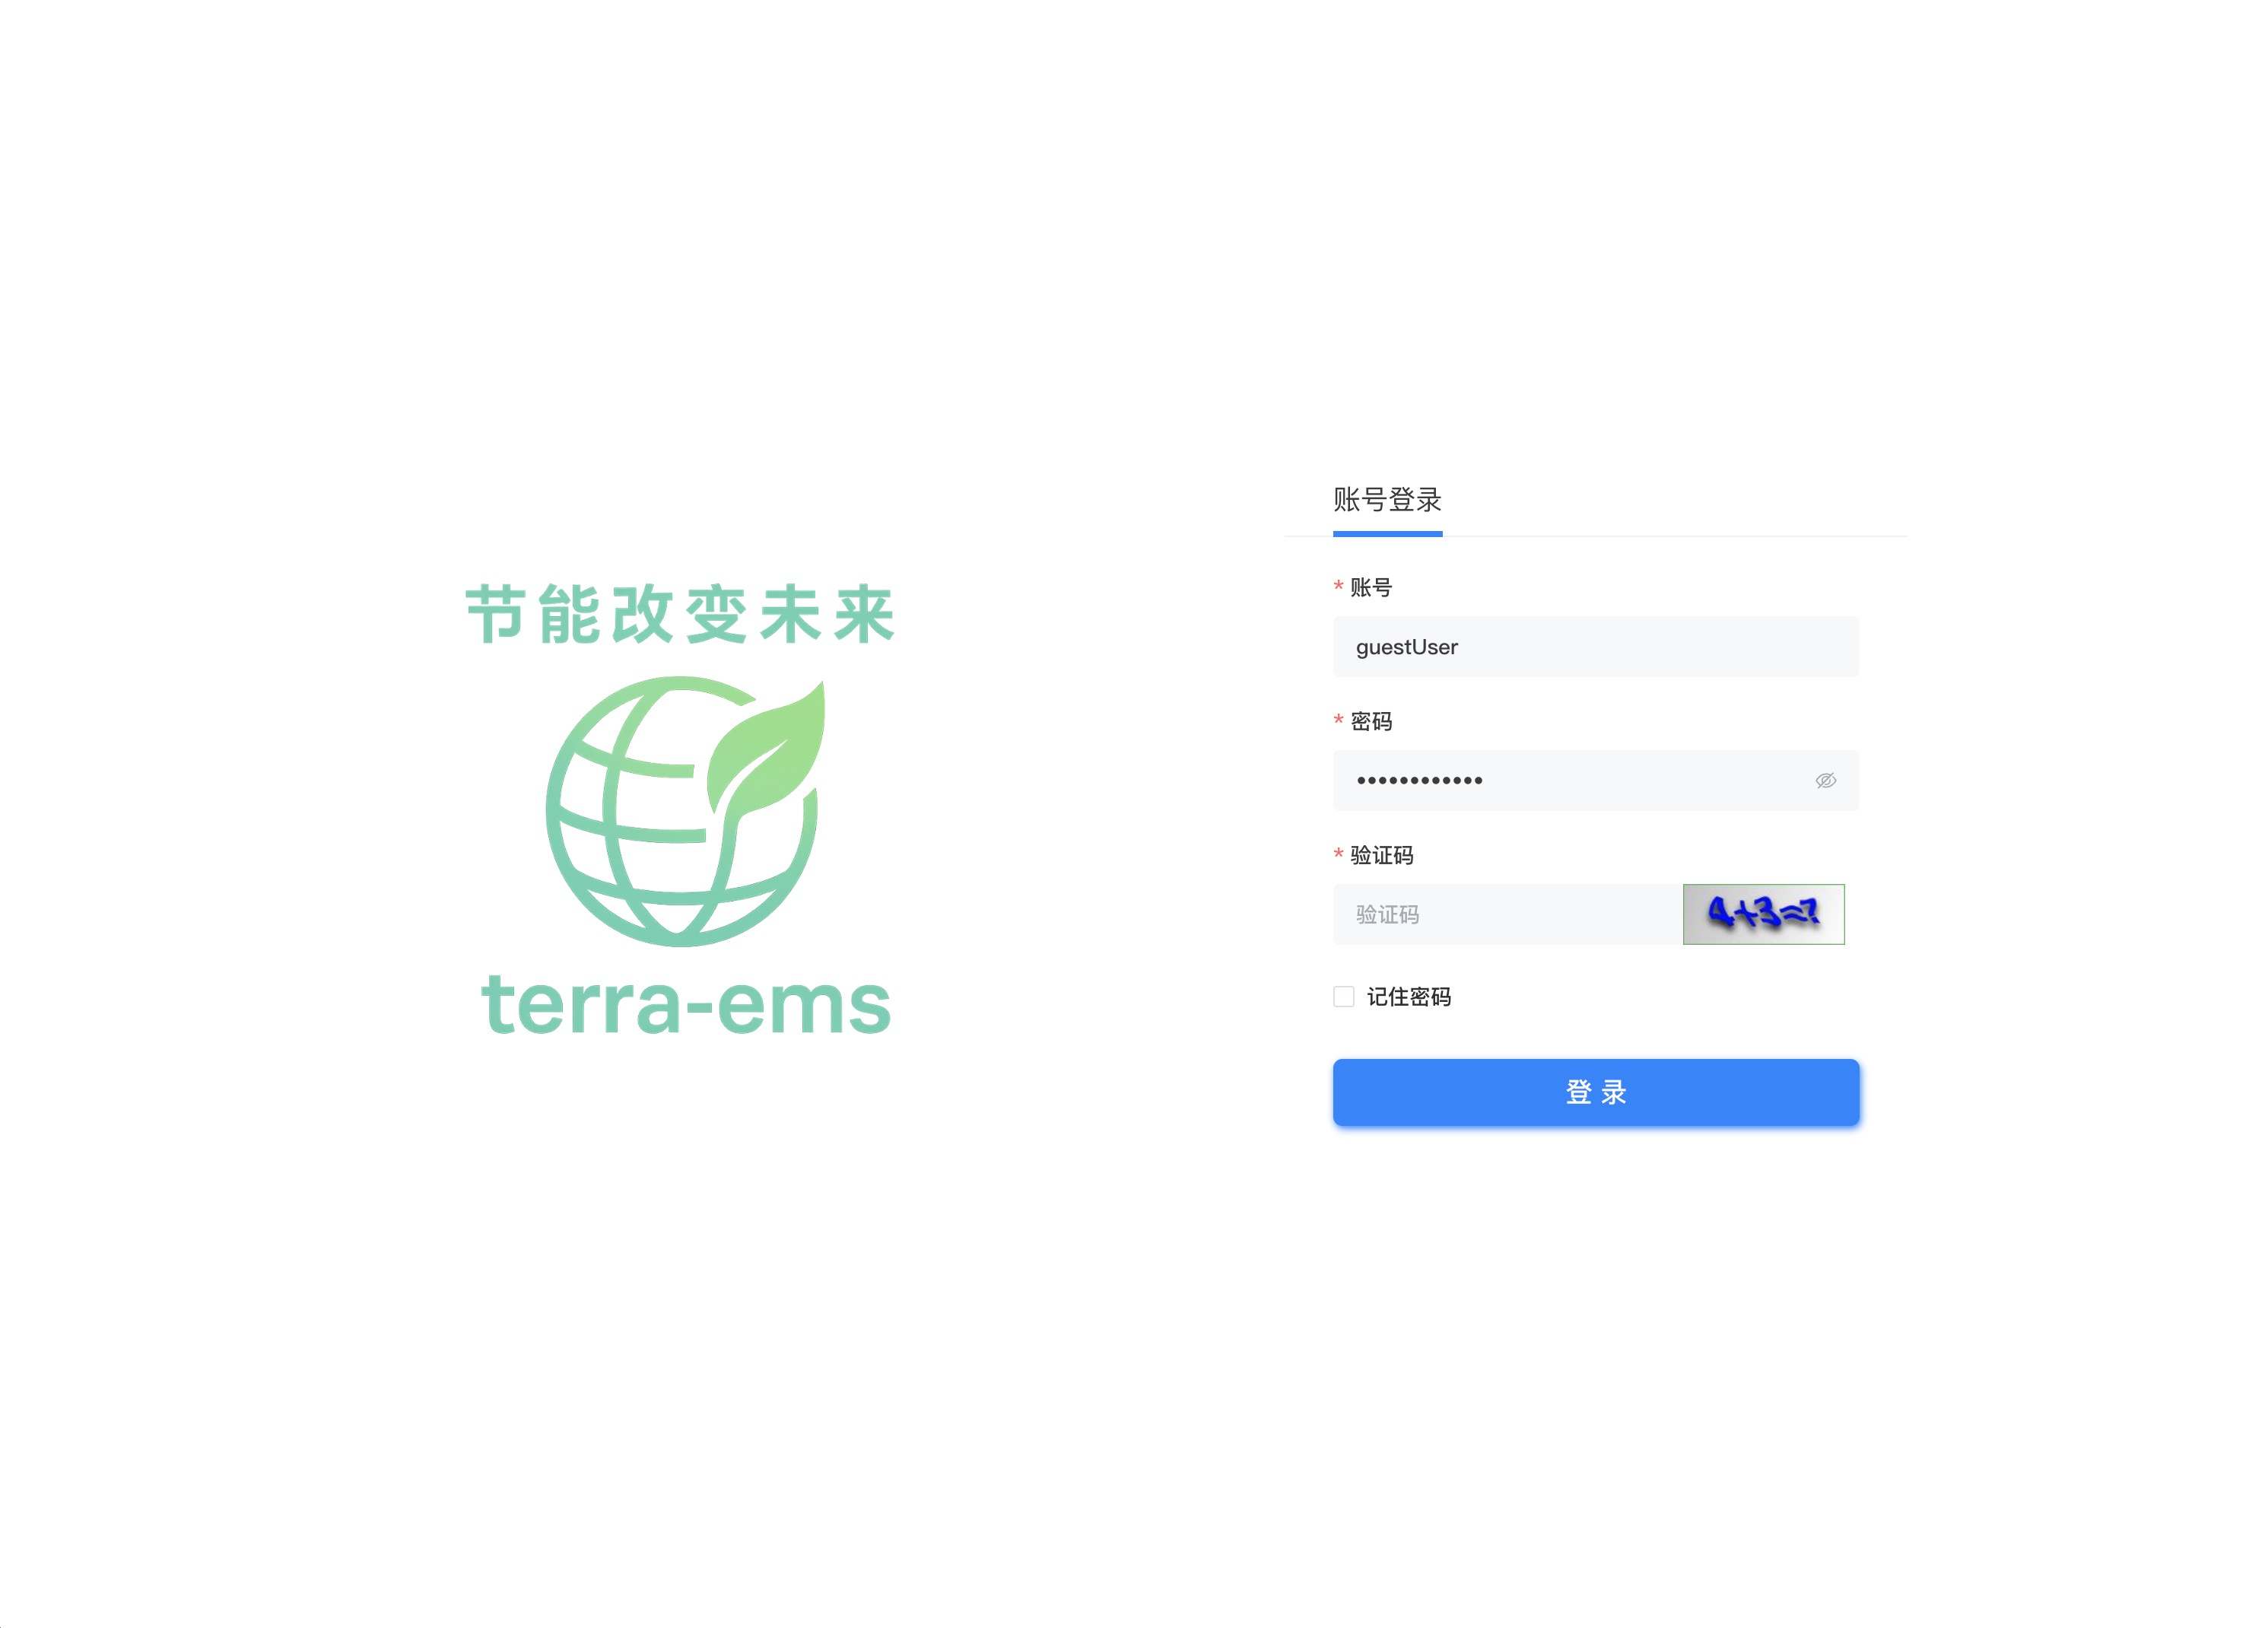 节能改变未来
terra-ems
账号登录
* 账号
guestUser
* 密码
••••••••••••
* 验证码
验证码
4+3=?
记住密码
登录